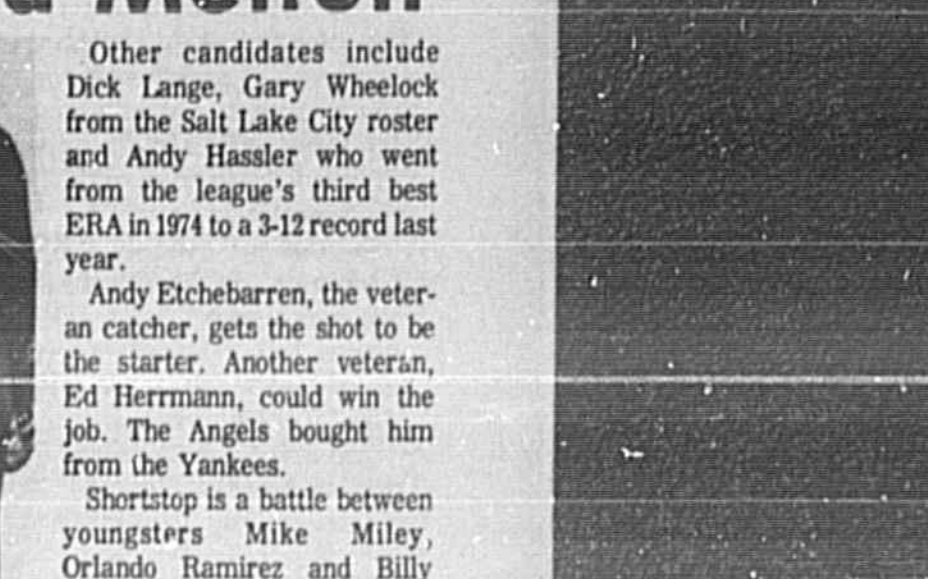 Other candidates include
Dick Lange, Gary Wheelock
from the Salt Lake City roster
and Andy Hassler who went
from the league's third best
ERA in 1974 to a 3-12 record last
year.
Andy Etchebarren, the veter-
an catcher, gets the shot to be
the starter. Another veteran,
Ed Herrmann, could win the
job. The Angels bought him
from the Yankees.
Shortstop is a battle between
youngsters Mike Miley,
Orlando Ramirez and Billy